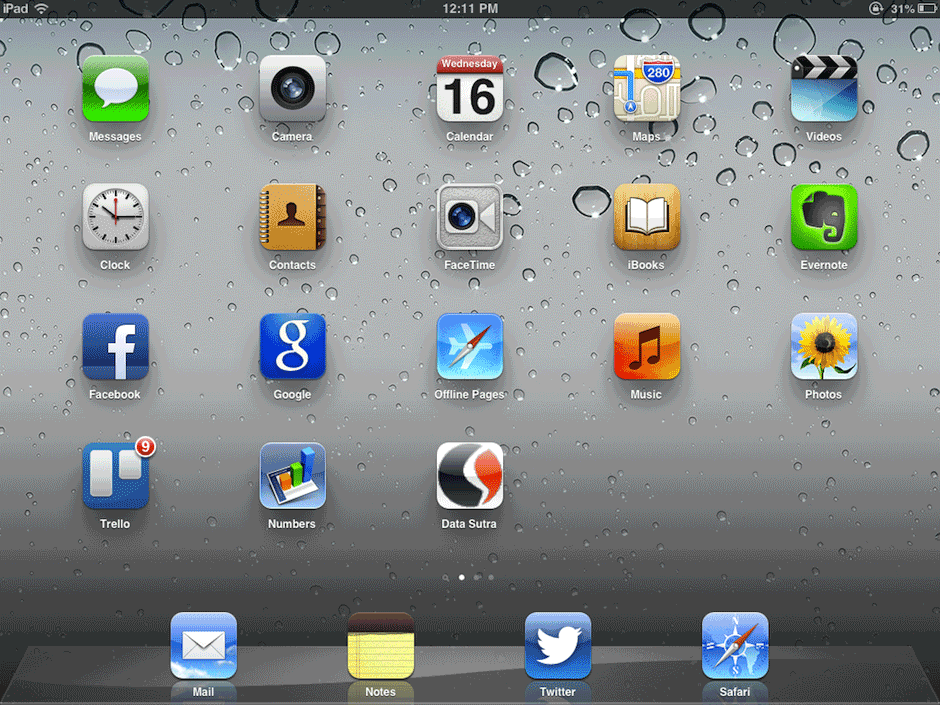 iPad 12:11 PM 31%
Wednesday
280
16
Messages Camera Calendar Maps Videos
Clock Contacts FaceTime iBooks Evernote
f g
Facebook Google Offline Pages Music Photos
9
Trello Numbers Data Sutra
N
Mail Notes Twitter Safari